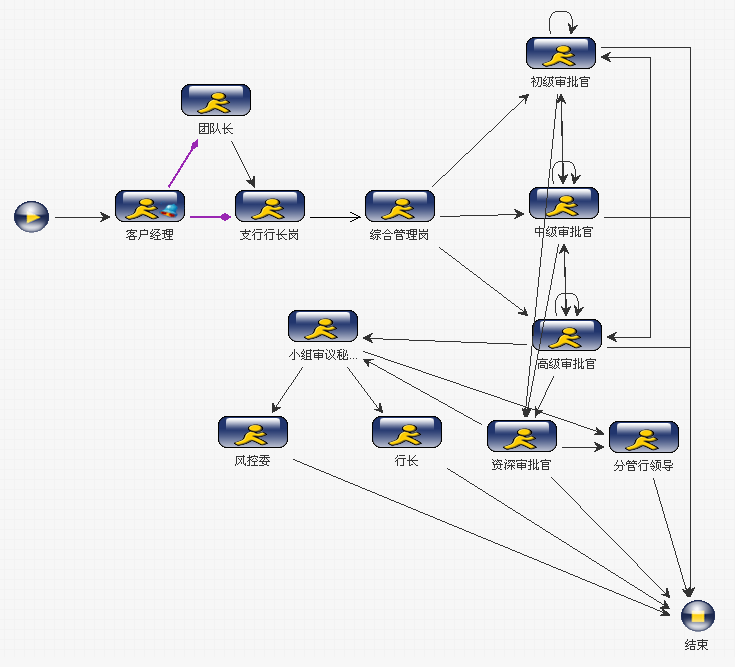 初级审批官
团队长
客户经理
支行行长岗
综合管理岗
中级审批官
小组审议秘...
高级审批官
风控委
行长
资深审批官
分管行领导
结束